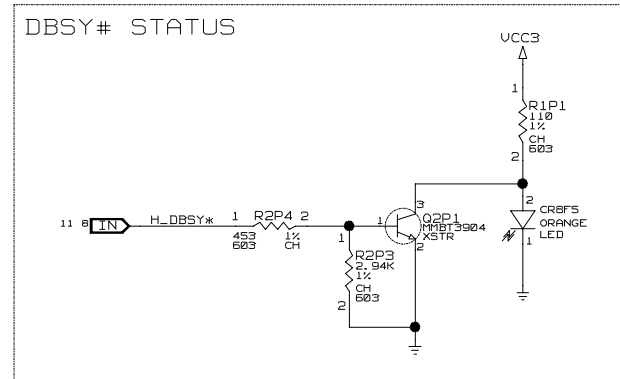 DBSY# STATUS
VCC3
1
R1P1
110
1%
CH
603
2
3
2
CR8F5
ORANGE
LED
1
11 8 IN H_DBSY* 1 R2P4 2
453 1%
603 CH
1
Q2P1
MMBT3904
XSTR
2
1
R2P3
2.94K
1%
CH
603
2